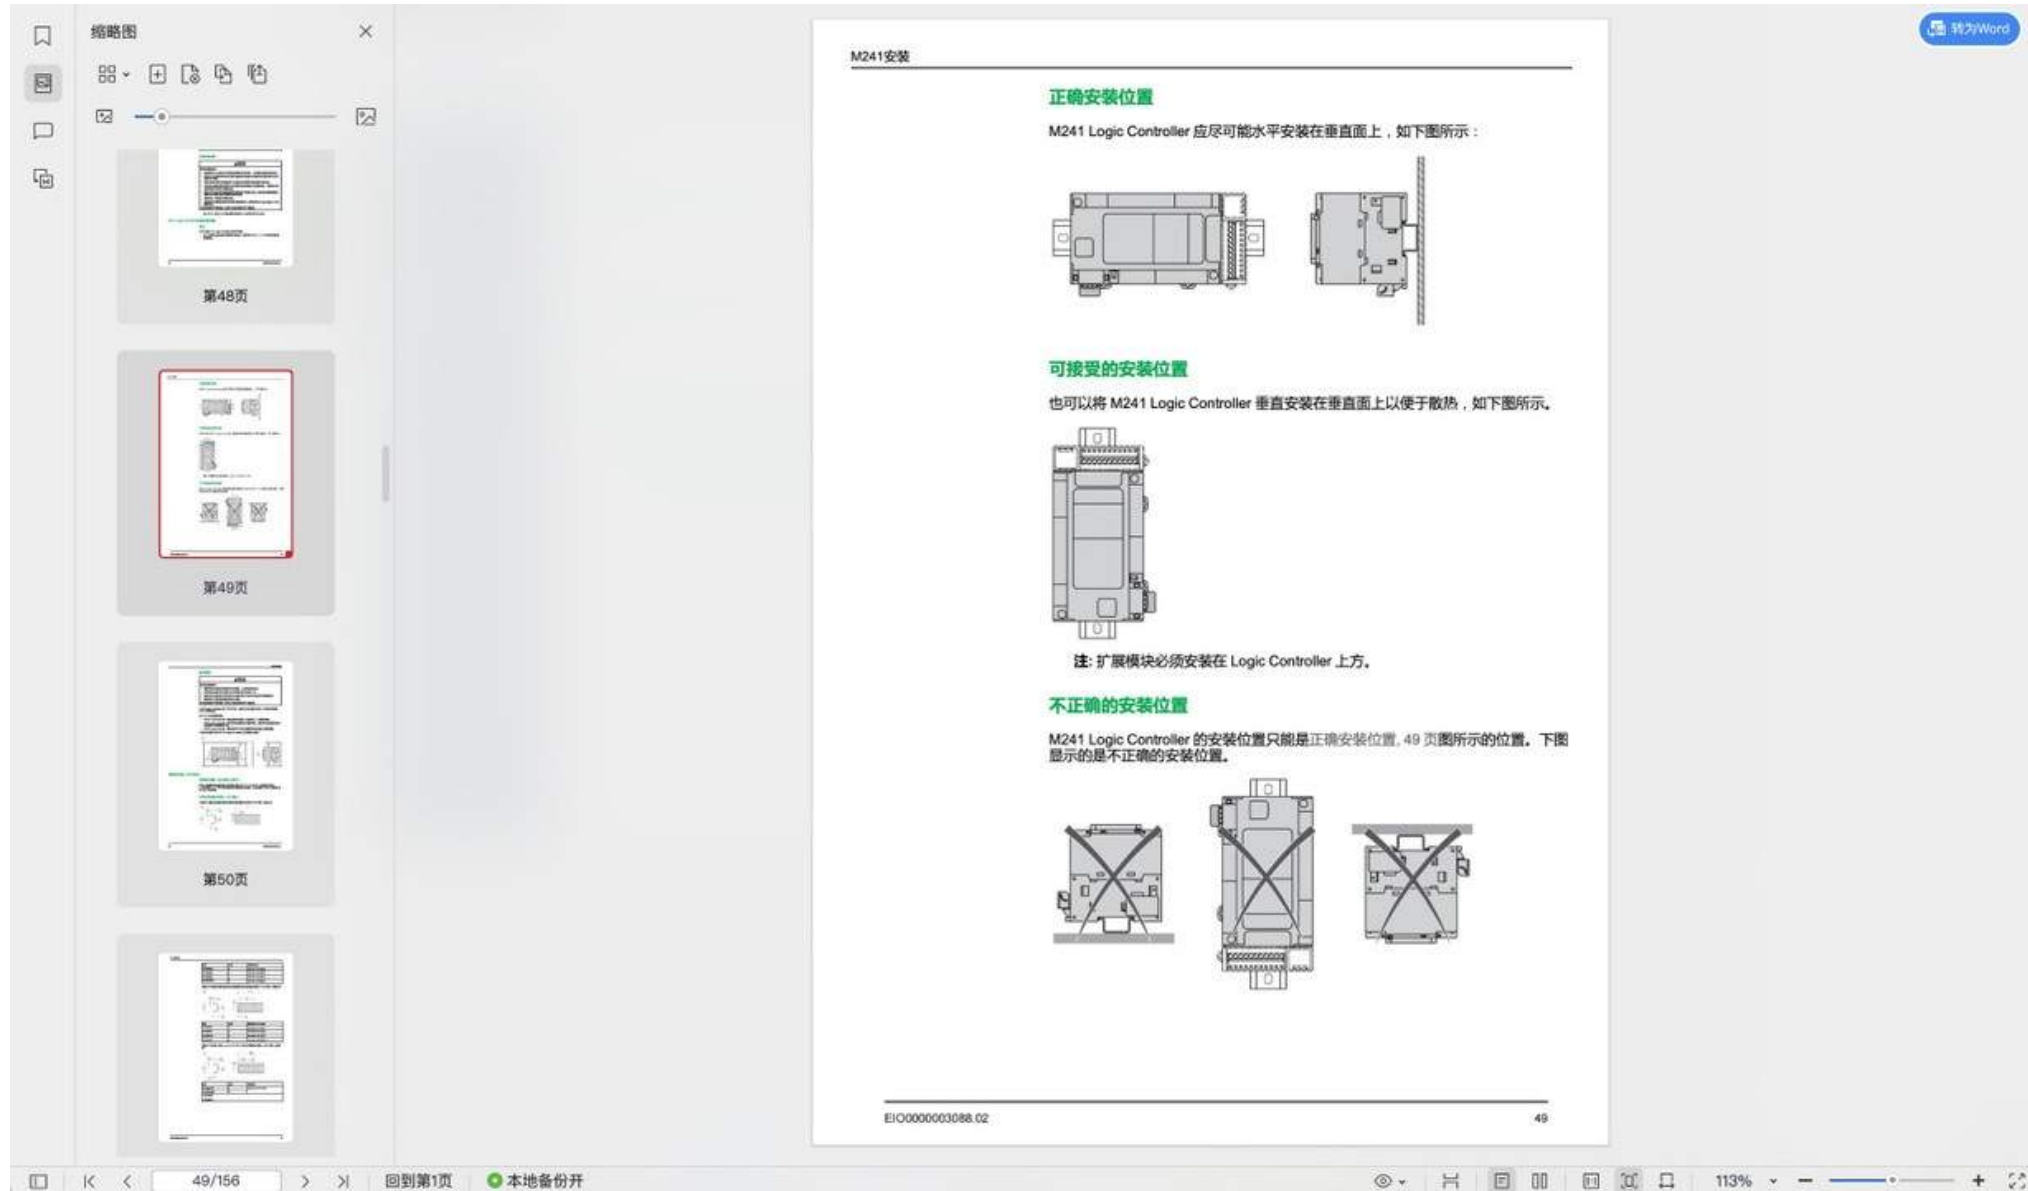 缩略图
转为Word
第48页
第49页
第50页
M241安装
正确安装位置
M241 Logic Controller 应尽可能水平安装在垂直面上，如下图所示：
可接受的安装位置
也可以将 M241 Logic Controller 垂直安装在垂直面上以便于散热，如下图所示。
注: 扩展模块必须安装在 Logic Controller 上方。
不正确的安装位置
M241 Logic Controller 的安装位置只能是正确安装位置, 49 页图所示的位置。下图
显示的是不正确的安装位置。
EIO0000003088.02
49
49/156
回到第1页
本地备份开
113%